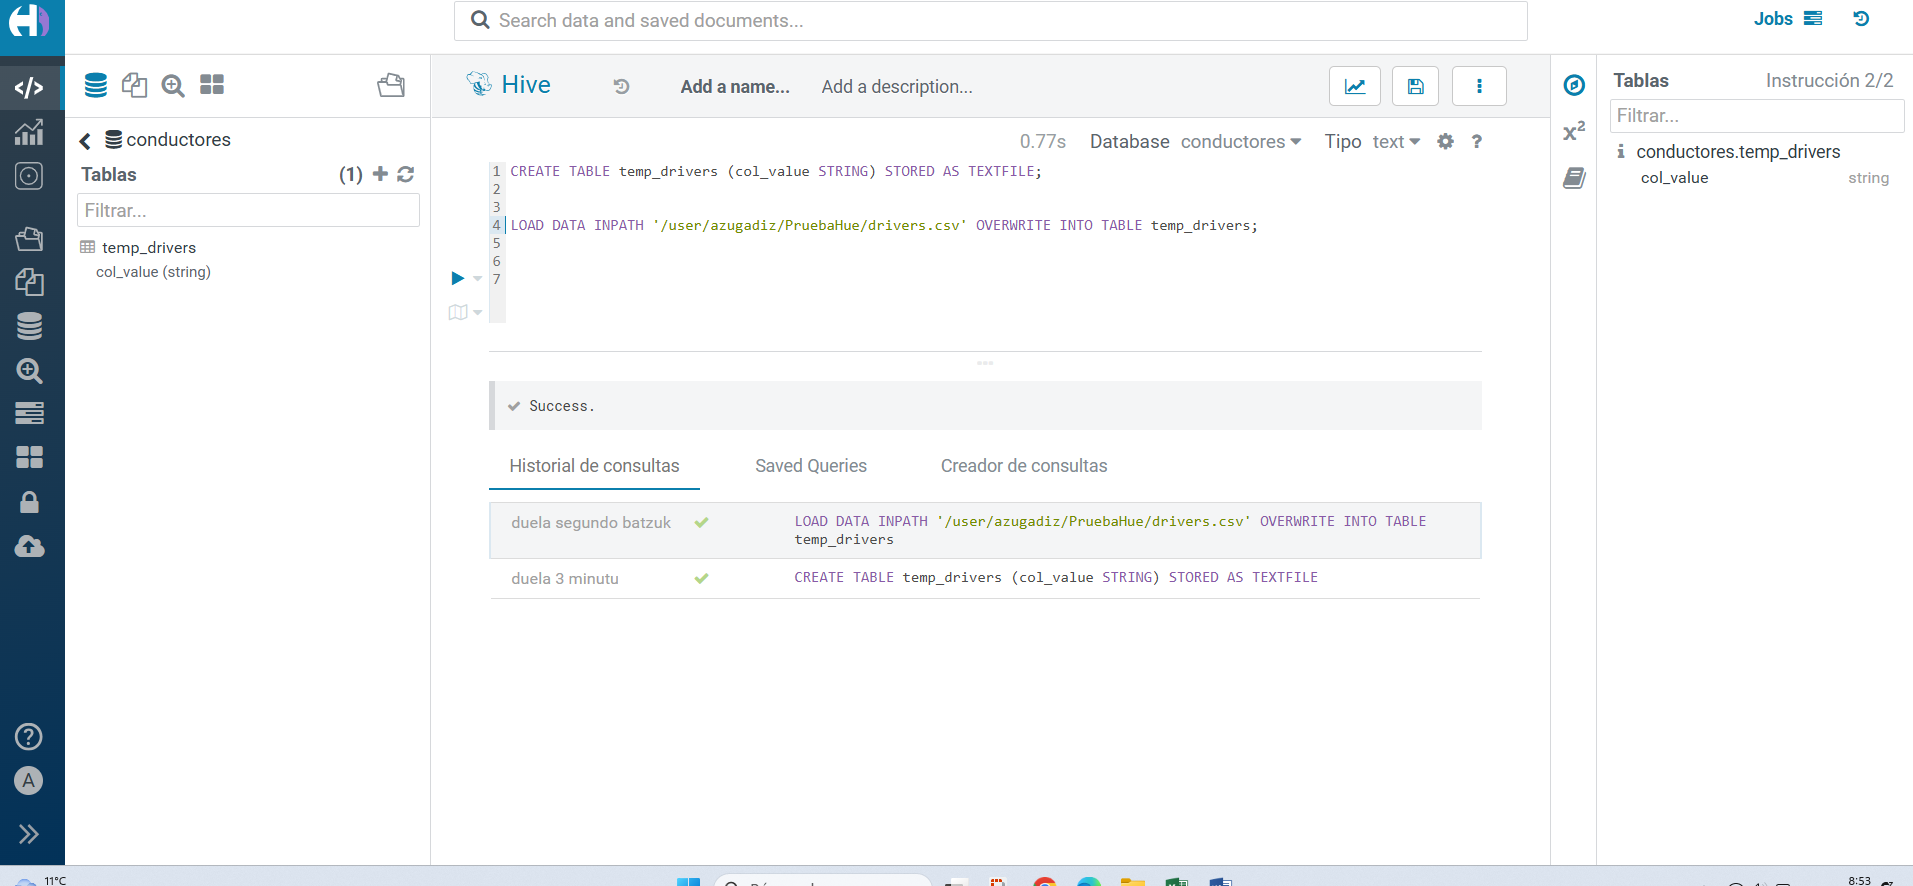 Search data and saved documents...
Jobs
Hive
Add a name...
Add a description...
Tablas
Instrucción 2/2
Filtrar...
conductores.temp_drivers
col_value
string
conductores
Tablas
(1)
Filtrar...
temp_drivers
col_value (string)
0.77s
Database conductores
Tipo text
?
1 CREATE TABLE temp_drivers (col_value STRING) STORED AS TEXTFILE;
2
3
4 LOAD DATA INPATH '/user/azugadiz/PruebaHue/drivers.csv' OVERWRITE INTO TABLE temp_drivers;
5
6
7
Success.
Historial de consultas
Saved Queries
Creador de consultas
duela segundo batzuk
LOAD DATA INPATH '/user/azugadiz/PruebaHue/drivers.csv' OVERWRITE INTO TABLE
temp_drivers
duela 3 minutu
CREATE TABLE temp_drivers (col_value STRING) STORED AS TEXTFILE
?
A
11°C
8:53